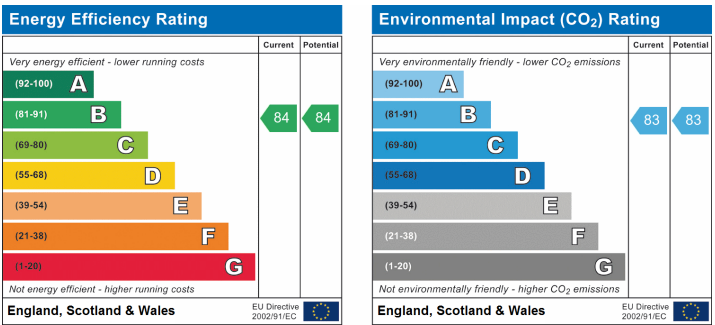 Energy Efficiency Rating
Current Potential
Very energy efficient - lower running costs
(92-100) A
(81-91) B
84 84
(69-80) C
(55-68) D
(39-54) E
(21-38) F
(1-20) G
Not energy efficient - higher running costs
England, Scotland & Wales
EU Directive
2002/91/EC
Environmental Impact (CO2) Rating
Current Potential
Very environmentally friendly - lower CO2 emissions
(92-100) A
(81-91) B
83 83
(69-80) C
(55-68) D
(39-54) E
(21-38) F
(1-20) G
Not environmentally friendly - higher CO2 emissions
England, Scotland & Wales
EU Directive
2002/91/EC